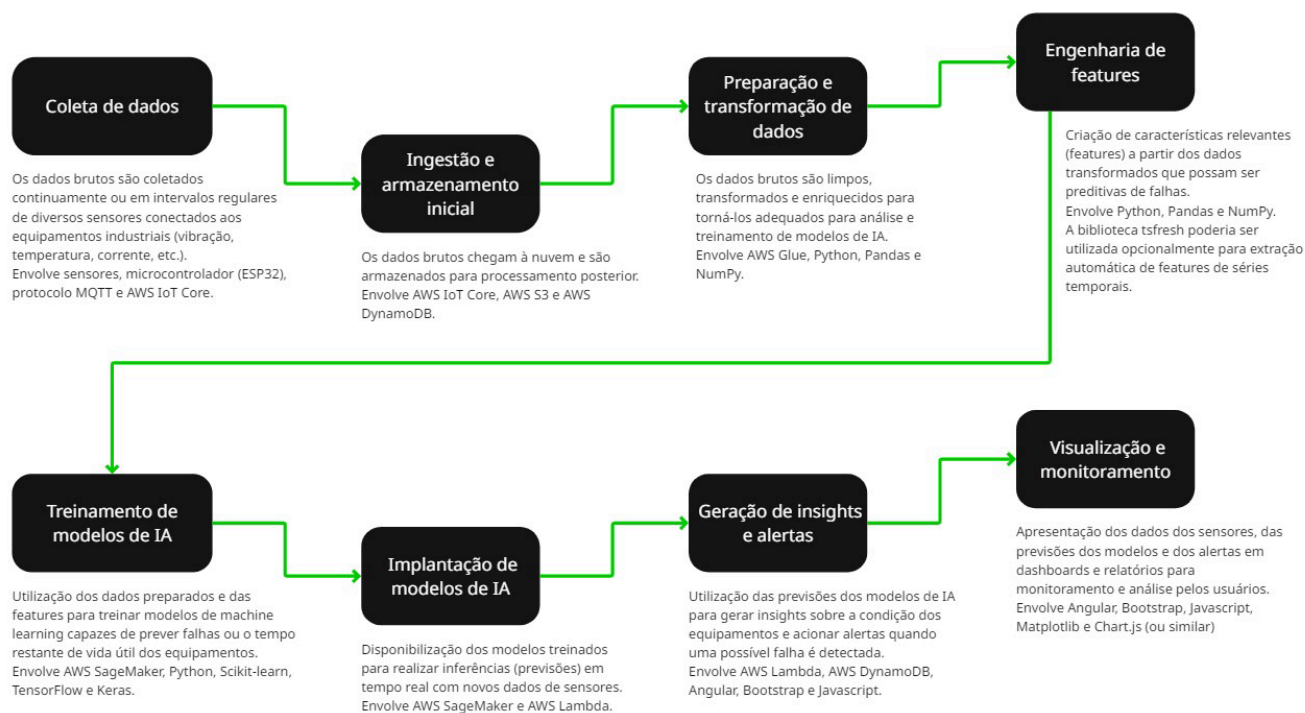 Coleta de dados
Os dados brutos são coletados
continuamente ou em intervalos regulares
de diversos sensores conectados aos
equipamentos industriais (vibração,
temperatura, corrente, etc.).
Envolve sensores, microcontrolador (ESP32),
protocolo MQTT e AWS IoT Core.
Ingestão e
armazenamento
inicial
Os dados brutos chegam à nuvem e são
armazenados para processamento posterior.
Envolve AWS IoT Core, AWS S3 e AWS
DynamoDB.
Preparação e
transformação de
dados
Os dados brutos são limpos,
transformados e enriquecidos para
torná-los adequados para análise e
treinamento de modelos de IA.
Envolve AWS Glue, Python, Pandas e
NumPy.
Engenharia de
features
Criação de características relevantes
(features) a partir dos dados
transformados que possam ser
preditivas de falhas.
Envolve Python, Pandas e NumPy.
A biblioteca tsfresh poderia ser
utilizada opcionalmente para extração
automática de features de séries
temporais.
Treinamento de
modelos de IA
Utilização dos dados preparados e das
features para treinar modelos de machine
learning capazes de prever falhas ou o tempo
restante de vida útil dos equipamentos.
Envolve AWS SageMaker, Python, Scikit-learn,
TensorFlow e Keras.
Implantação de
modelos de IA
Disponibilização dos modelos treinados
para realizar inferências (previsões) em
tempo real com novos dados de sensores.
Envolve AWS SageMaker e AWS Lambda.
Geração de insights
e alertas
Utilização das previsões dos modelos de IA
para gerar insights sobre a condição dos
equipamentos e acionar alertas quando
uma possível falha é detectada.
Envolve AWS Lambda, AWS DynamoDB,
Angular, Bootstrap e Javascript.
Visualização e
monitoramento
Apresentação dos dados dos sensores, das
previsões dos modelos e dos alertas em
dashboards e relatórios para
monitoramento e análise pelos usuários.
Envolve Angular, Bootstrap, Javascript,
Matplotlib e Chart.js (ou similar)